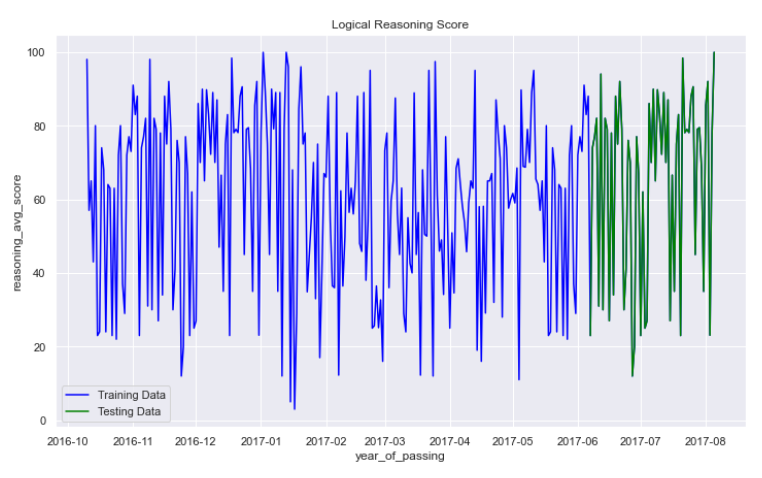 Logical Reasoning Score
100
80
60
40
20
0
reasoning_avg_score
Training Data
Testing Data
2016-10 2016-11 2016-12 2017-01 2017-02 2017-03 2017-04 2017-05 2017-06 2017-07 2017-08
year_of_passing